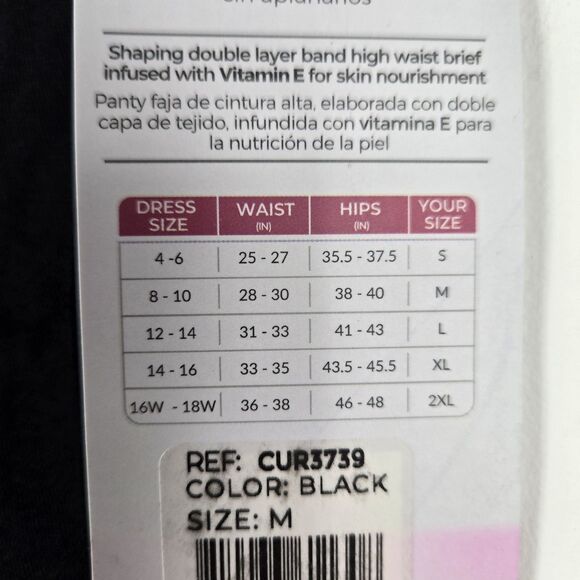 Shaping double layer band high waist brief
infused with Vitamin E for skin nourishment
Panty faja de cintura alta, elaborada con doble
capa de tejido, infundida con vitamina E para
la nutrición de la piel
DRESS SIZE WAIST (IN) HIPS (IN) YOUR SIZE
4 -6 25 - 27 35.5 - 37.5 S
8 - 10 28 - 30 38 - 40 M
12 - 14 31 - 33 41 - 43 L
14 - 16 33 - 35 43.5 - 45.5 XL
16W - 18W 36 - 38 46 - 48 2XL
REF: CUR3739
COLOR: BLACK
SIZE: M